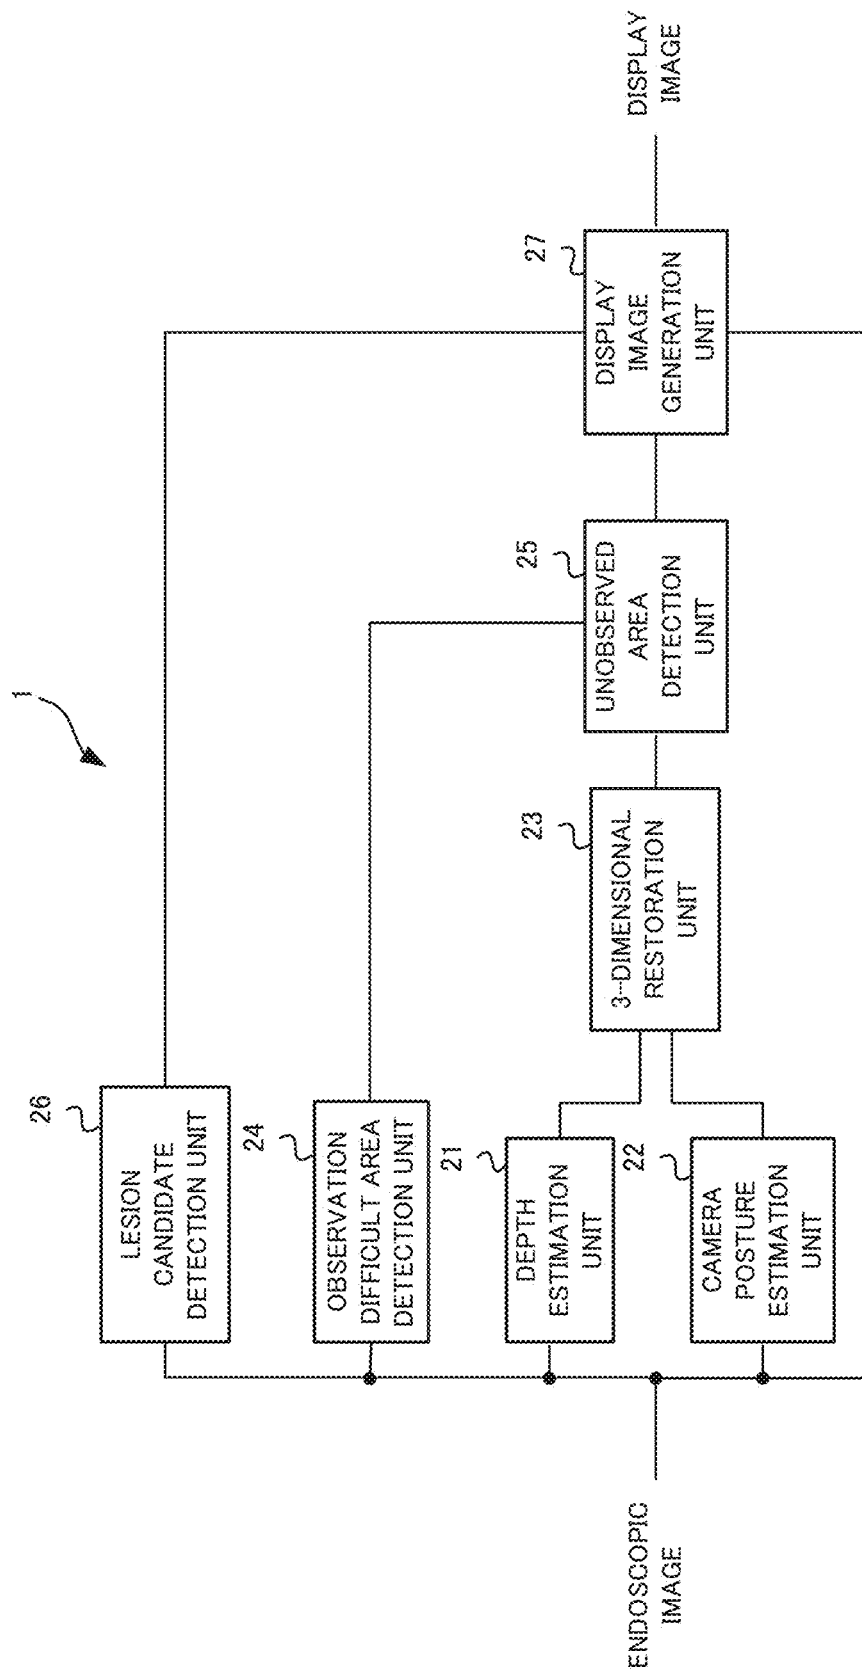 1
26
LESION
CANDIDATE
DETECTION UNIT
24
OBSERVATION
DIFFICULT AREA
DETECTION UNIT
21
DEPTH
ESTIMATION
UNIT
22
CAMERA
POSTURE
ESTIMATION
UNIT
23
3-DIMENSIONAL
RESTORATION
UNIT
25
UNOBSERVED
AREA
DETECTION
UNIT
27
DISPLAY
IMAGE
GENERATION
UNIT
ENDOSCOPIC
IMAGE
DISPLAY
IMAGE